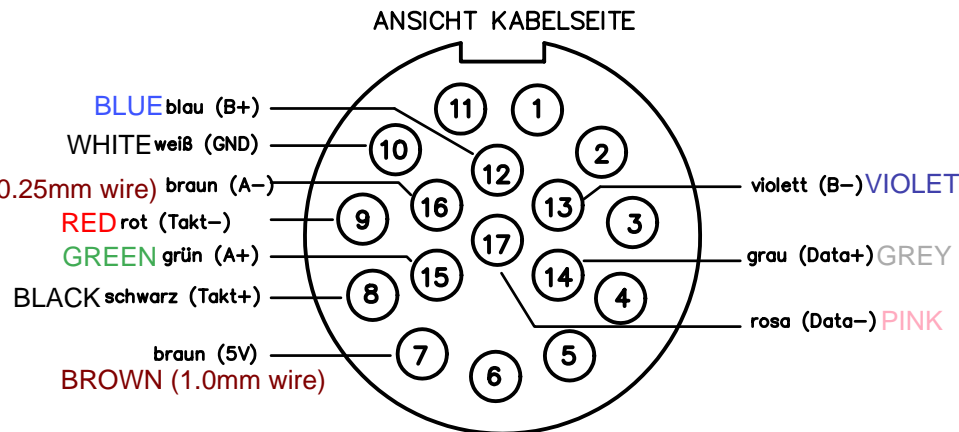 ANSICHT KABELSEITE
BLUE blau (B+)
WHITE weiß (GND)
0.25mm wire) braun (A-)
RED rot (Takt-)
GREEN grün (A+)
BLACK schwarz (Takt+)
braun (5V)
BROWN (1.0mm wire)
11 1
10 2
12
16 13
9 3
17
15 14
8 4
7 5
6
violett (B-) VIOLET
grau (Data+) GREY
rosa (Data-) PINK